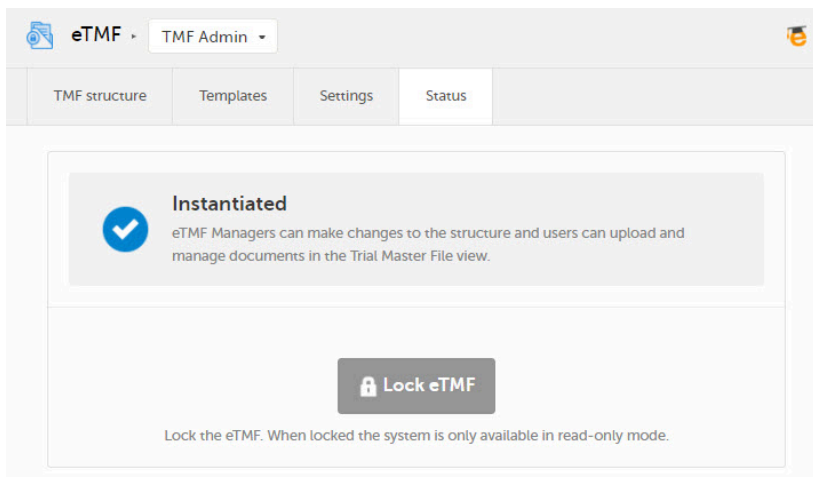 eTMF TMF Admin
TMF structure Templates Settings Status
Instantiated
eTMF Managers can make changes to the structure and users can upload and
manage documents in the Trial Master File view.
Lock eTMF
Lock the eTMF. When locked the system is only available in read-only mode.